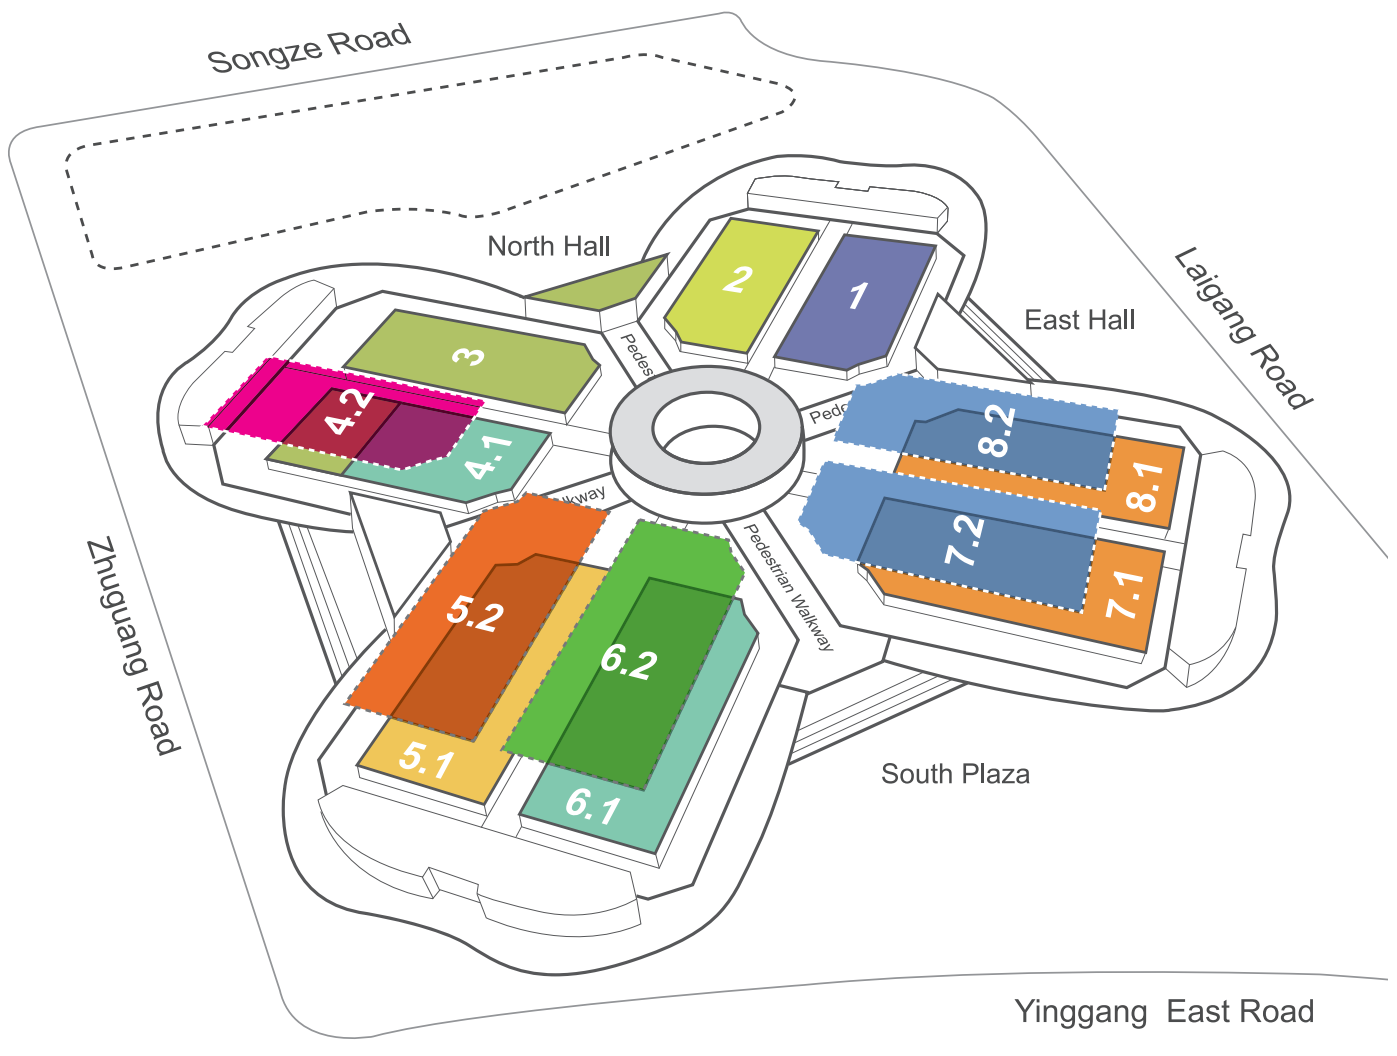 Songze Road
North Hall
2
1
East Hall
Laigang Road
3
4.2
4.1
8.2
8.1
7.2
7.1
Pedestrian Walkway
5.2
5.1
6.2
6.1
Zhuguang Road
South Plaza
Yinggang East Road